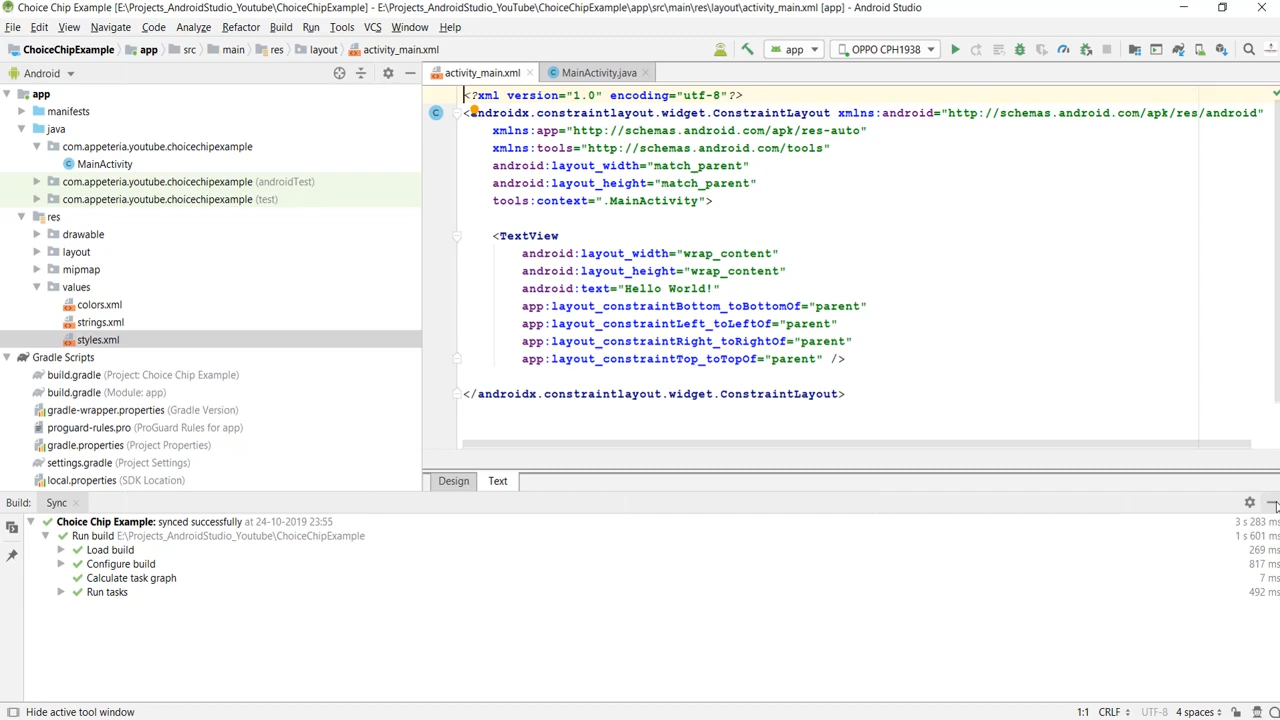 Choice Chip Example [E:\Projects_AndroidStudio_Youtube\ChoiceChipExample] - E:\Projects_AndroidStudio_YouTube\ChoiceChipExample\app\src\main\res\layout\activity_main.xml [app] - Android Studio
File Edit View Navigate Code Analyze Refactor Build Run Tools VCS Window Help
ChoiceChipExample app src main res layout activity_main.xml app OPPO CPH1938
Android activity_main.xml MainActivity.java
app
manifests
java
com.appeteria.youtube.choicechipexample
MainActivity
com.appeteria.youtube.choicechipexample (androidTest)
com.appeteria.youtube.choicechipexample (test)
res
drawable
layout
mipmap
values
colors.xml
strings.xml
styles.xml
Gradle Scripts
build.gradle (Project: Choice Chip Example)
build.gradle (Module: app)
gradle-wrapper.properties (Gradle Version)
proguard-rules.pro (ProGuard Rules for app)
gradle.properties (Project Properties)
settings.gradle (Project Settings)
local.properties (SDK Location)
<?xml version="1.0" encoding="utf-8"?>
<androidx.constraintlayout.widget.ConstraintLayout xmlns:android="http://schemas.android.com/apk/res/android"
xmlns:app="http://schemas.android.com/apk/res-auto"
xmlns:tools="http://schemas.android.com/tools"
android:layout_width="match_parent"
android:layout_height="match_parent"
tools:context=".MainActivity">
<TextView
android:layout_width="wrap_content"
android:layout_height="wrap_content"
android:text="Hello World!"
app:layout_constraintBottom_toBottomOf="parent"
app:layout_constraintLeft_toLeftOf="parent"
app:layout_constraintRight_toRightOf="parent"
app:layout_constraintTop_toTopOf="parent" />
</androidx.constraintlayout.widget.ConstraintLayout>
Design Text
Build: Sync
Choice Chip Example: synced successfully at 24-10-2019 23:55 3 s 283 ms
Run build E:\Projects_AndroidStudio_Youtube\ChoiceChipExample 1 s 601 ms
Load build 269 ms
Configure build 817 ms
Calculate task graph 7 ms
Run tasks 492 ms
Hide active tool window 1:1 CRLF UTF-8 4 spaces